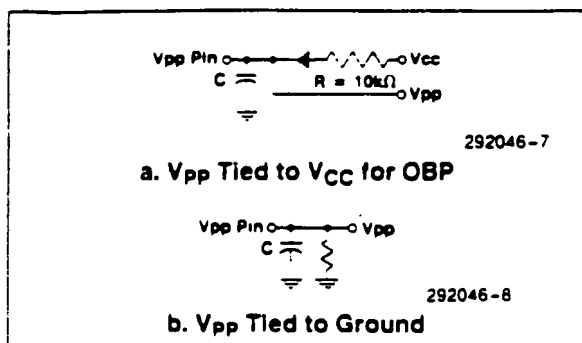 Vpp Pin Vcc
C R = 10kΩ Vpp
292046-7
a. Vpp Tied to VCC for OBP
Vpp Pin Vpp
C
292046-8
b. Vpp Tied to Ground